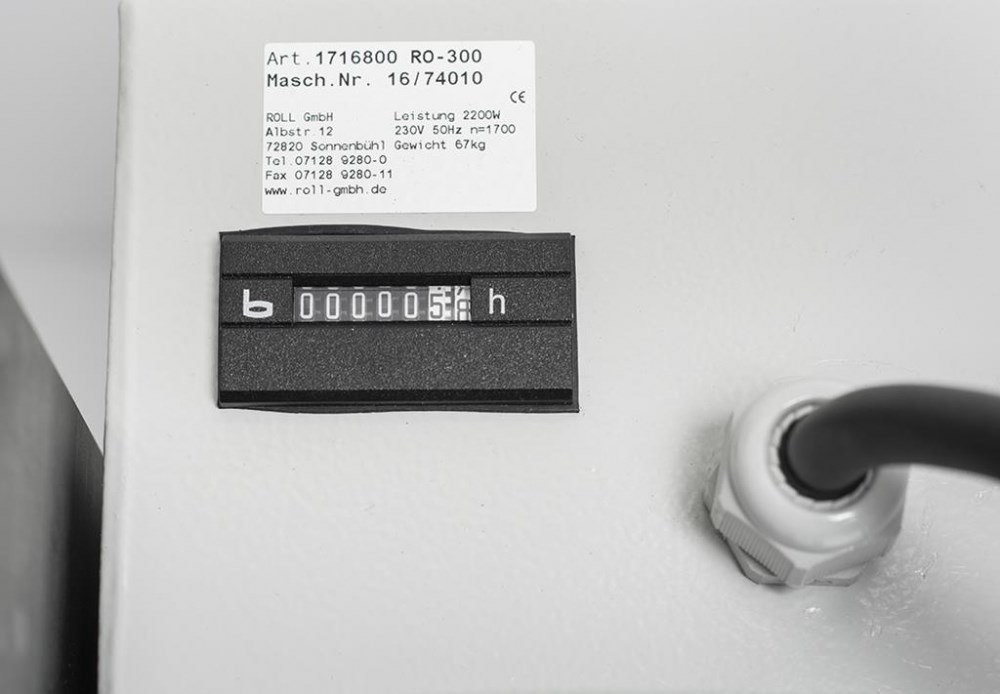 Art.1716800 RO-300
Masch.Nr. 16/74010
CE
ROLL GmbH Leistung 2200W
Albstr.12 230V 50Hz n=1700
72820 Sonnenbühl Gewicht 67kg
Tel.07128 9280-0
Fax 07128 9280-11
www.roll-gmbh.de
b 000005 h